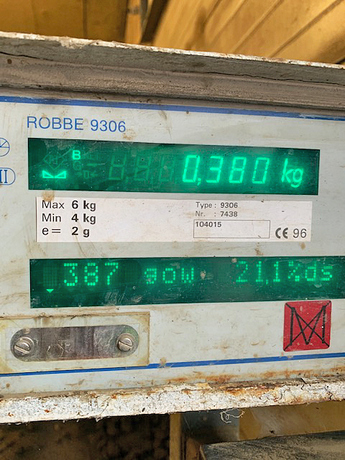 ROBBE 9306
B 0,380 kg
Max 6 kg
Min 4 kg
e= 2 g
Type : 9306
Nr. : 7438
104015
CE 96
387 gow 21,1%ds
M